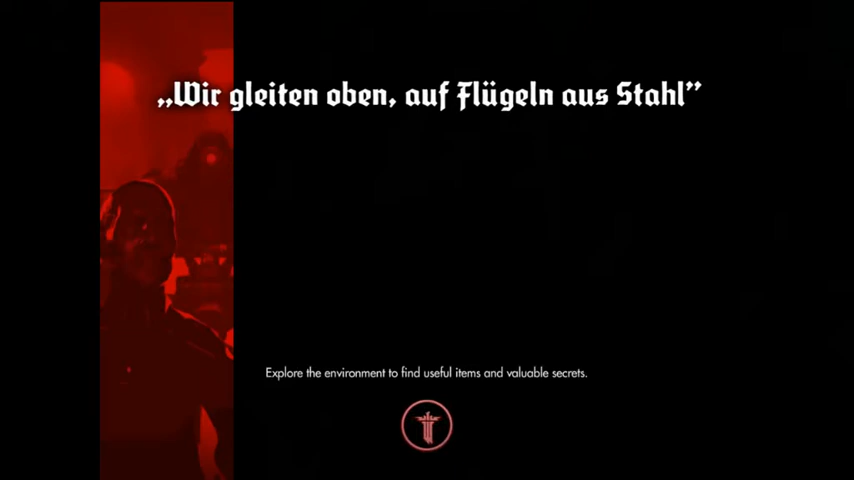 „Wir gleiten oben, auf Flügeln aus Stahl”
Explore the environment to find useful items and valuable secrets.